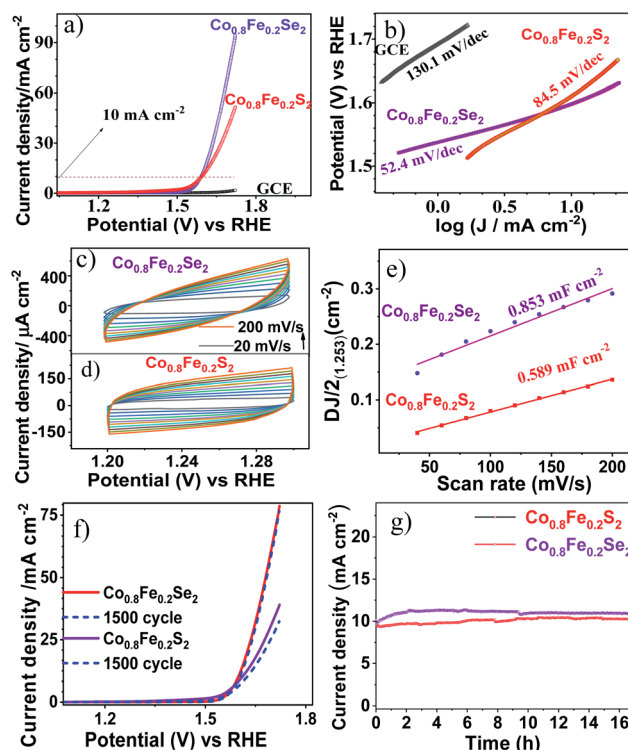 a)
Co0.8Fe0.2Se2
Co0.8Fe0.2S2
10 mA cm-2
GCE
90
60
30
0
1.2
1.5
1.8
Current density/mA cm-2
Potential (V) vs RHE
b)
GCE
130.1 mV/dec
Co0.8Fe0.2S2
84.5 mV/dec
Co0.8Fe0.2Se2
52.4 mV/dec
1.7
1.6
1.5
0.0
0.5
1.0
Potential (V) vs RHE
log (J / mA cm-2)
c)
Co0.8Fe0.2Se2
200 mV/s
20 mV/s
400
0
-400
d)
Co0.8Fe0.2S2
150
0
-150
1.20
1.24
1.28
Current density/ μA cm-2
Potential (V) vs RHE
e)
Co0.8Fe0.2Se2
0.853 mF cm-2
0.589 mF cm-2
Co0.8Fe0.2S2
0.3
0.2
0.1
50
100
150
200
DJ/2(1.253)(cm-2)
Scan rate (mV/s)
f)
Co0.8Fe0.2Se2
1500 cycle
Co0.8Fe0.2S2
1500 cycle
75
50
25
0
1.2
1.5
1.8
Current density /mA cm-2
Potential (V) vs RHE
g)
Co0.8Fe0.2S2
Co0.8Fe0.2Se2
20
15
10
5
0
0
2
4
6
8
10
12
14
16
Current density (mA cm-2)
Time (h)